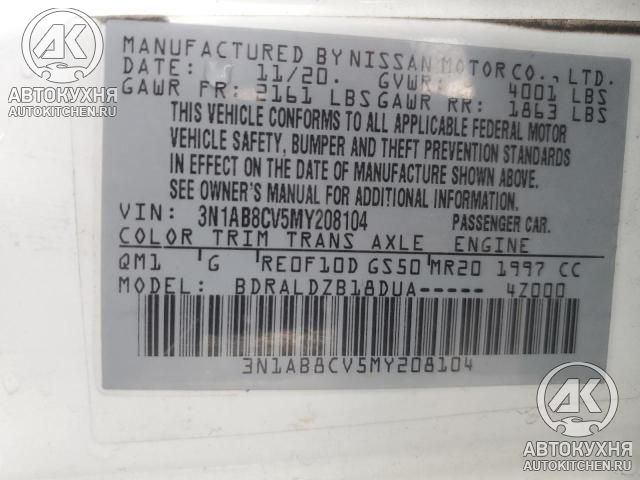 MANUFACTURED BY NISSAN MOTOR CO., LTD.
DATE: 11/20. GVWR: 4001 LBS
GAWR FR: 2161 LBS GAWR RR: 1863 LBS
THIS VEHICLE CONFORMS TO ALL APPLICABLE FEDERAL MOTOR
VEHICLE SAFETY, BUMPER AND THEFT PREVENTION STANDARDS
IN EFFECT ON THE DATE OF MANUFACTURE SHOWN ABOVE.
SEE OWNER'S MANUAL FOR ADDITIONAL INFORMATION.
VIN: 3N1AB8CV5MY208104 PASSENGER CAR.
COLOR TRIM TRANS AXLE ENGINE
QM1 G RE0F10D GS50 MR20 1997 CC
MODEL: BDRALDZB18DUA----- 4Z000
3N1AB8CV5MY208104
АВТОКУХНЯ
AUTOKITCHEN.RU
АВТОКУХНЯ
AUTOKITCHEN.RU